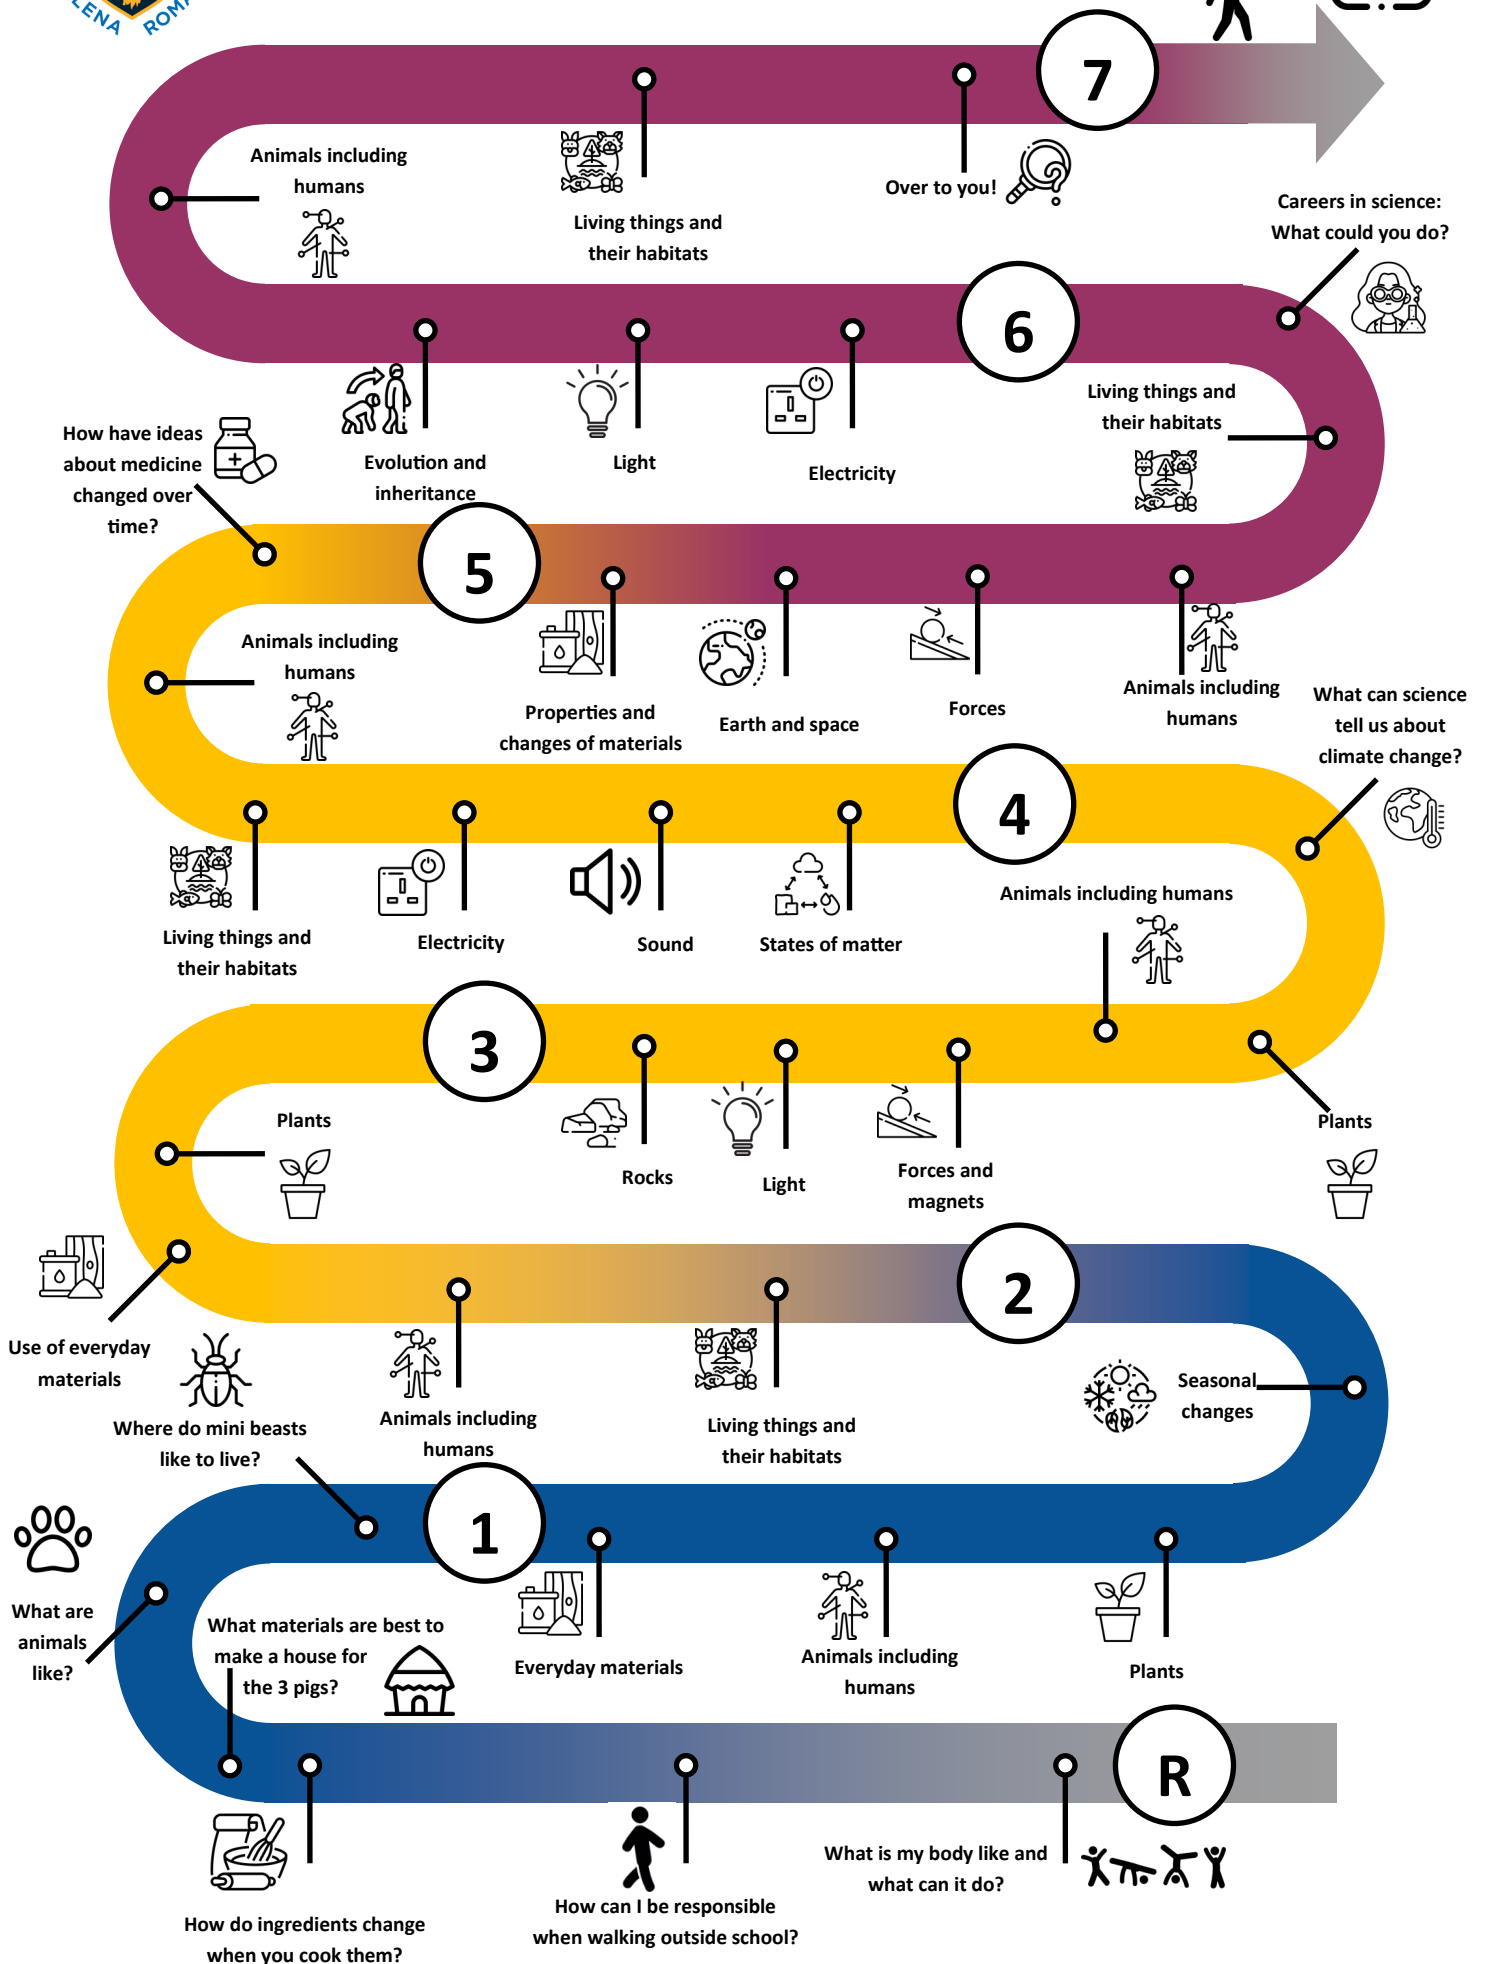 LENA ROMA
7
Animals including
humans
Living things and
their habitats
Over to you!
Careers in science:
What could you do?
6
Evolution and
inheritance
Light
Electricity
Living things and
their habitats
How have ideas
about medicine
changed over
time?
5
Animals including
humans
Properties and
changes of materials
Earth and space
Forces
Animals including
humans
What can science
tell us about
climate change?
4
Living things and
their habitats
Electricity
Sound
States of matter
Animals including humans
3
Plants
Rocks
Light
Forces and
magnets
Plants
2
Use of everyday
materials
Where do mini beasts
like to live?
Animals including
humans
Living things and
their habitats
Seasonal
changes
1
What are
animals
like?
What materials are best to
make a house for
the 3 pigs?
Everyday materials
Animals including
humans
Plants
R
How do ingredients change
when you cook them?
How can I be responsible
when walking outside school?
What is my body like and
what can it do?